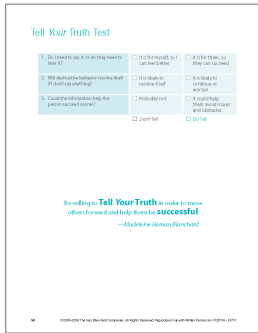 Tell Your Truth Test
1. Do I need to say it, or do they need to hear it?
☐ It is for myself, so I can feel better
☐ It is for them, so they can succeed
2. Will destructive behavior resolve itself if I don't say anything?
☐ It is likely to resolve itself
☐ It is likely to continue or worsen
3. Could the information help the person succeed sooner?
☐ Probably not
☐ It could help them avoid issues and obstacles
☐ Don't Tell
☐ Do Tell
Be willing to Tell Your Truth in order to move
others forward and help them be successful.
—Madeleine Homan Blanchard